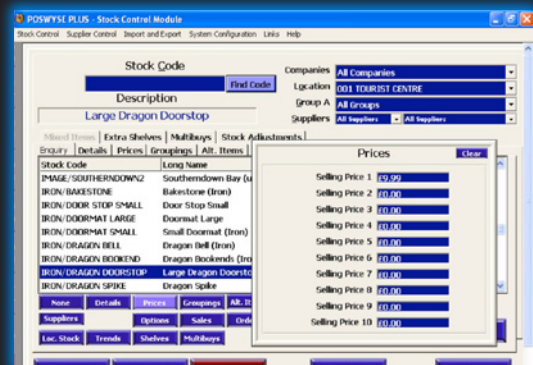 POSWYSE PLUS - Stock Control Module
Stock Control Supplier Control Import and Export System Configuration Links Help
Stock Code
Find Code
Description
Large Dragon Doorstop
Companies All Companies
Location 001 TOURIST CENTRE
Group A All Groups
Suppliers All Suppliers All Suppliers
Mixed Items Extra Shelves Multibuys Stock Adjustments
Enquiry Details Prices Groupings Alt. Items
Stock Code Long Name
IMAGE/SOUTHERNDOWN2 Southerndown Bay (u
IRON/BAKESTONE Bakestone (Iron)
IRON/DOOR STOP SMALL Door Stop Small
IRON/DOORMAT LARGE Doormat Large
IRON/DOORMAT SMALL Small Doormat (Iron)
IRON/DRAGON BELL Dragon Bell (Iron)
IRON/DRAGON BOOKEND Dragon Bookends (Iro
IRON/DRAGON DOORSTOP Large Dragon Doorsto
IRON/DRAGON SPIKE Dragon Spike
None Details Prices Groupings Alt. It
Suppliers Options Sales Orde
Loc. Stock Trends Shelves Multibuys
Prices Clear
Selling Price 1 £9.99
Selling Price 2 £0.00
Selling Price 3 £0.00
Selling Price 4 £0.00
Selling Price 5 £0.00
Selling Price 6 £0.00
Selling Price 7 £0.00
Selling Price 8 £0.00
Selling Price 9 £0.00
Selling Price 10 £0.00